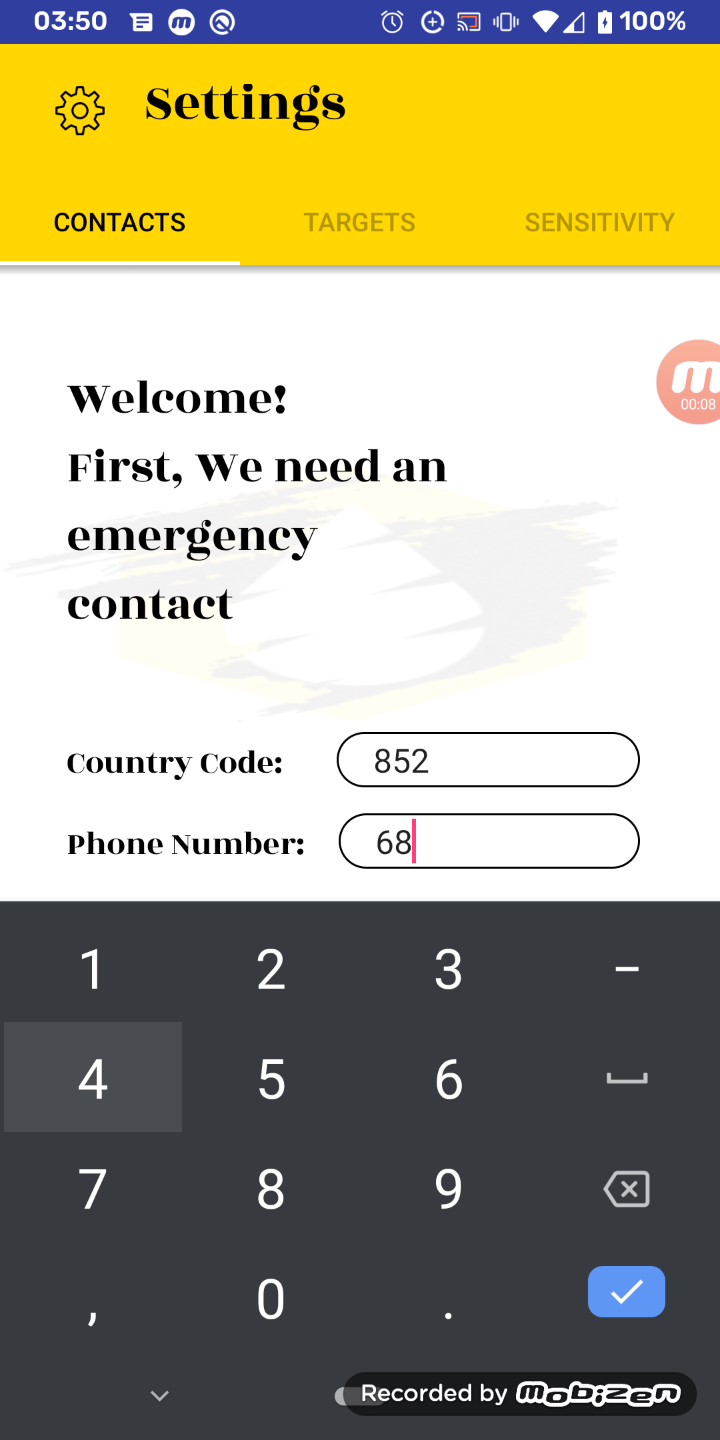 03:50
100%
Settings
CONTACTS TARGETS SENSITIVITY
00:08
Welcome!
First, We need an
emergency
contact
Country Code: 852
Phone Number: 68
1 2 3 -
4 5 6
7 8 9
, 0 .
Recorded by mobizen